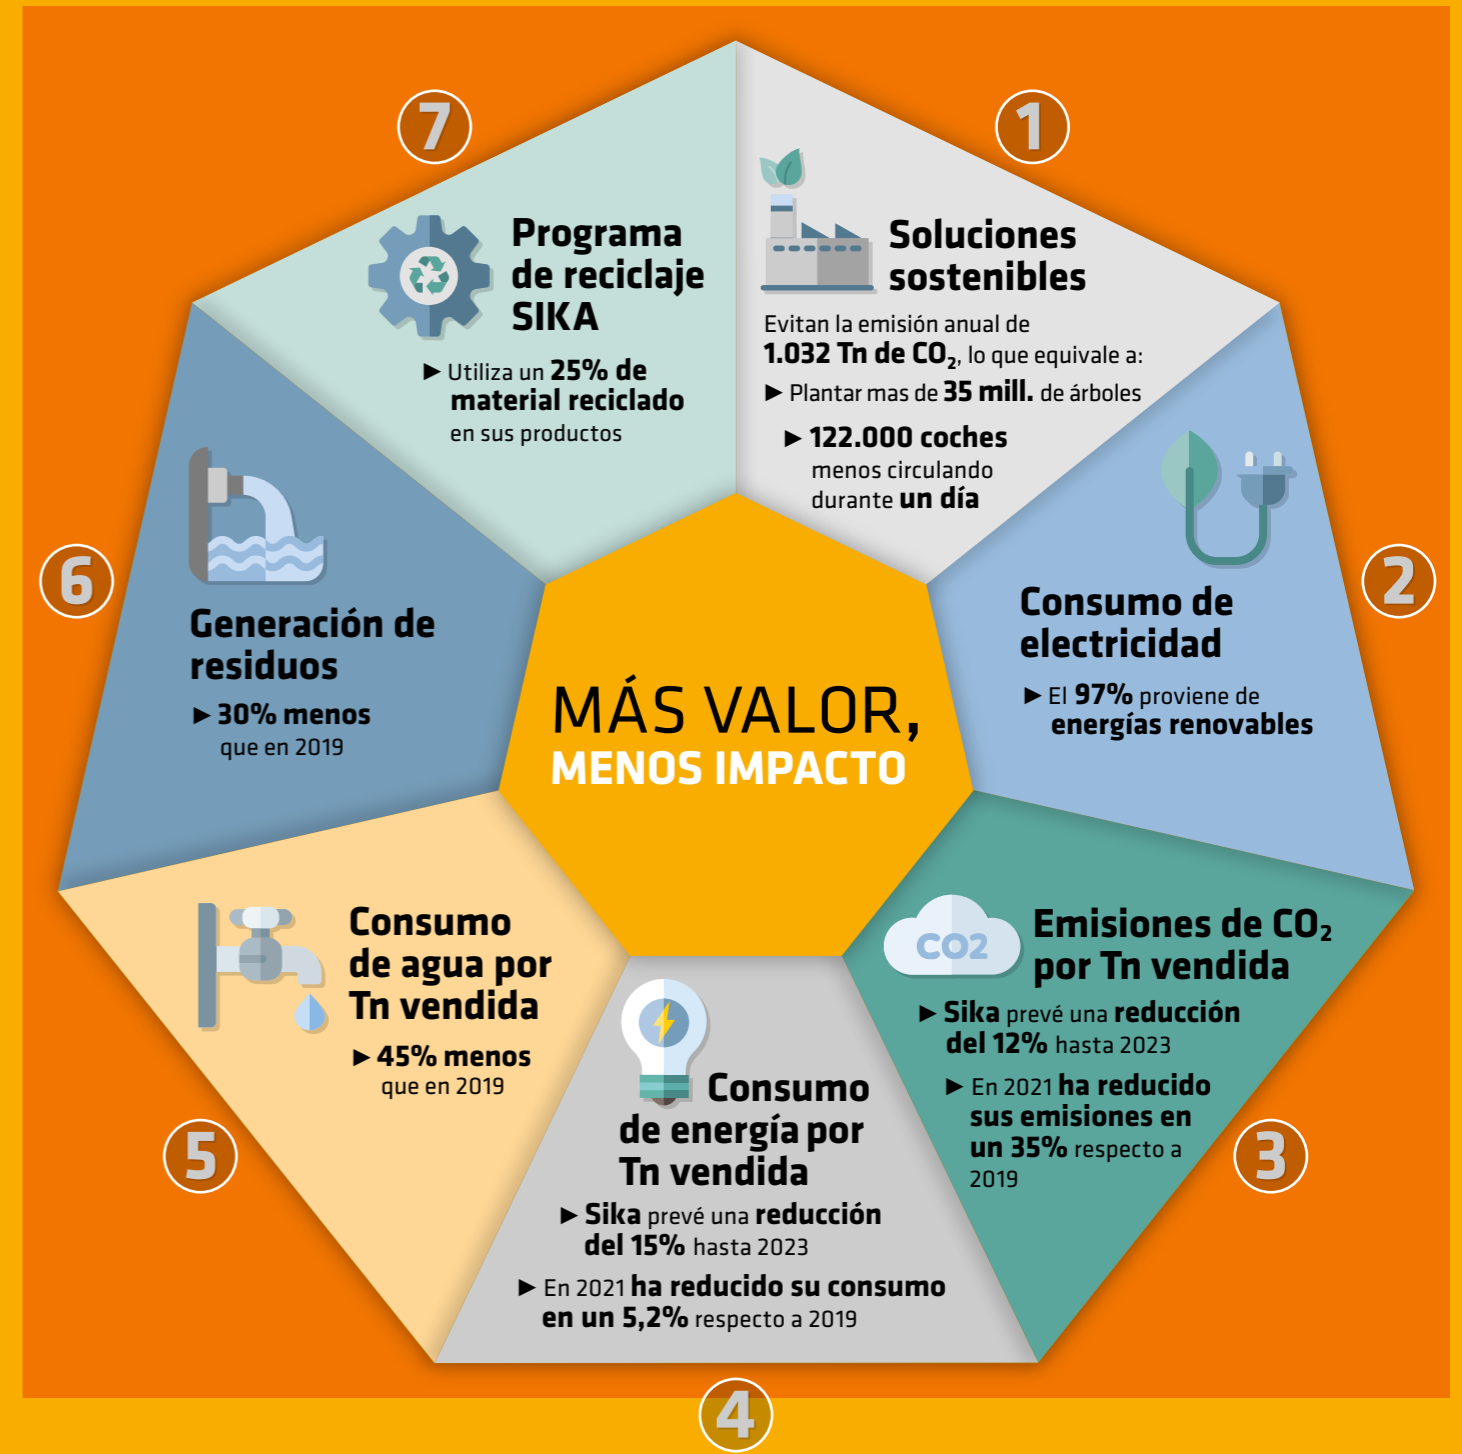 MÁS VALOR,
MENOS IMPACTO
1
Soluciones
sostenibles
Evitan la emisión anual de
1.032 Tn de CO₂, lo que equivale a:
► Plantar mas de 35 mill. de árboles
► 122.000 coches
menos circulando
durante un día
2
Consumo de
electricidad
► El 97% proviene de
energías renovables
3
CO2
Emisiones de CO₂
por Tn vendida
► Sika prevé una reducción
del 12% hasta 2023
► En 2021 ha reducido
sus emisiones en
un 35% respecto a
2019
4
Consumo
de energía por
Tn vendida
► Sika prevé una reducción
del 15% hasta 2023
► En 2021 ha reducido su consumo
en un 5,2% respecto a 2019
5
Consumo
de agua por
Tn vendida
► 45% menos
que en 2019
6
Generación de
residuos
► 30% menos
que en 2019
7
Programa
de reciclaje
SIKA
► Utiliza un 25% de
material reciclado
en sus productos